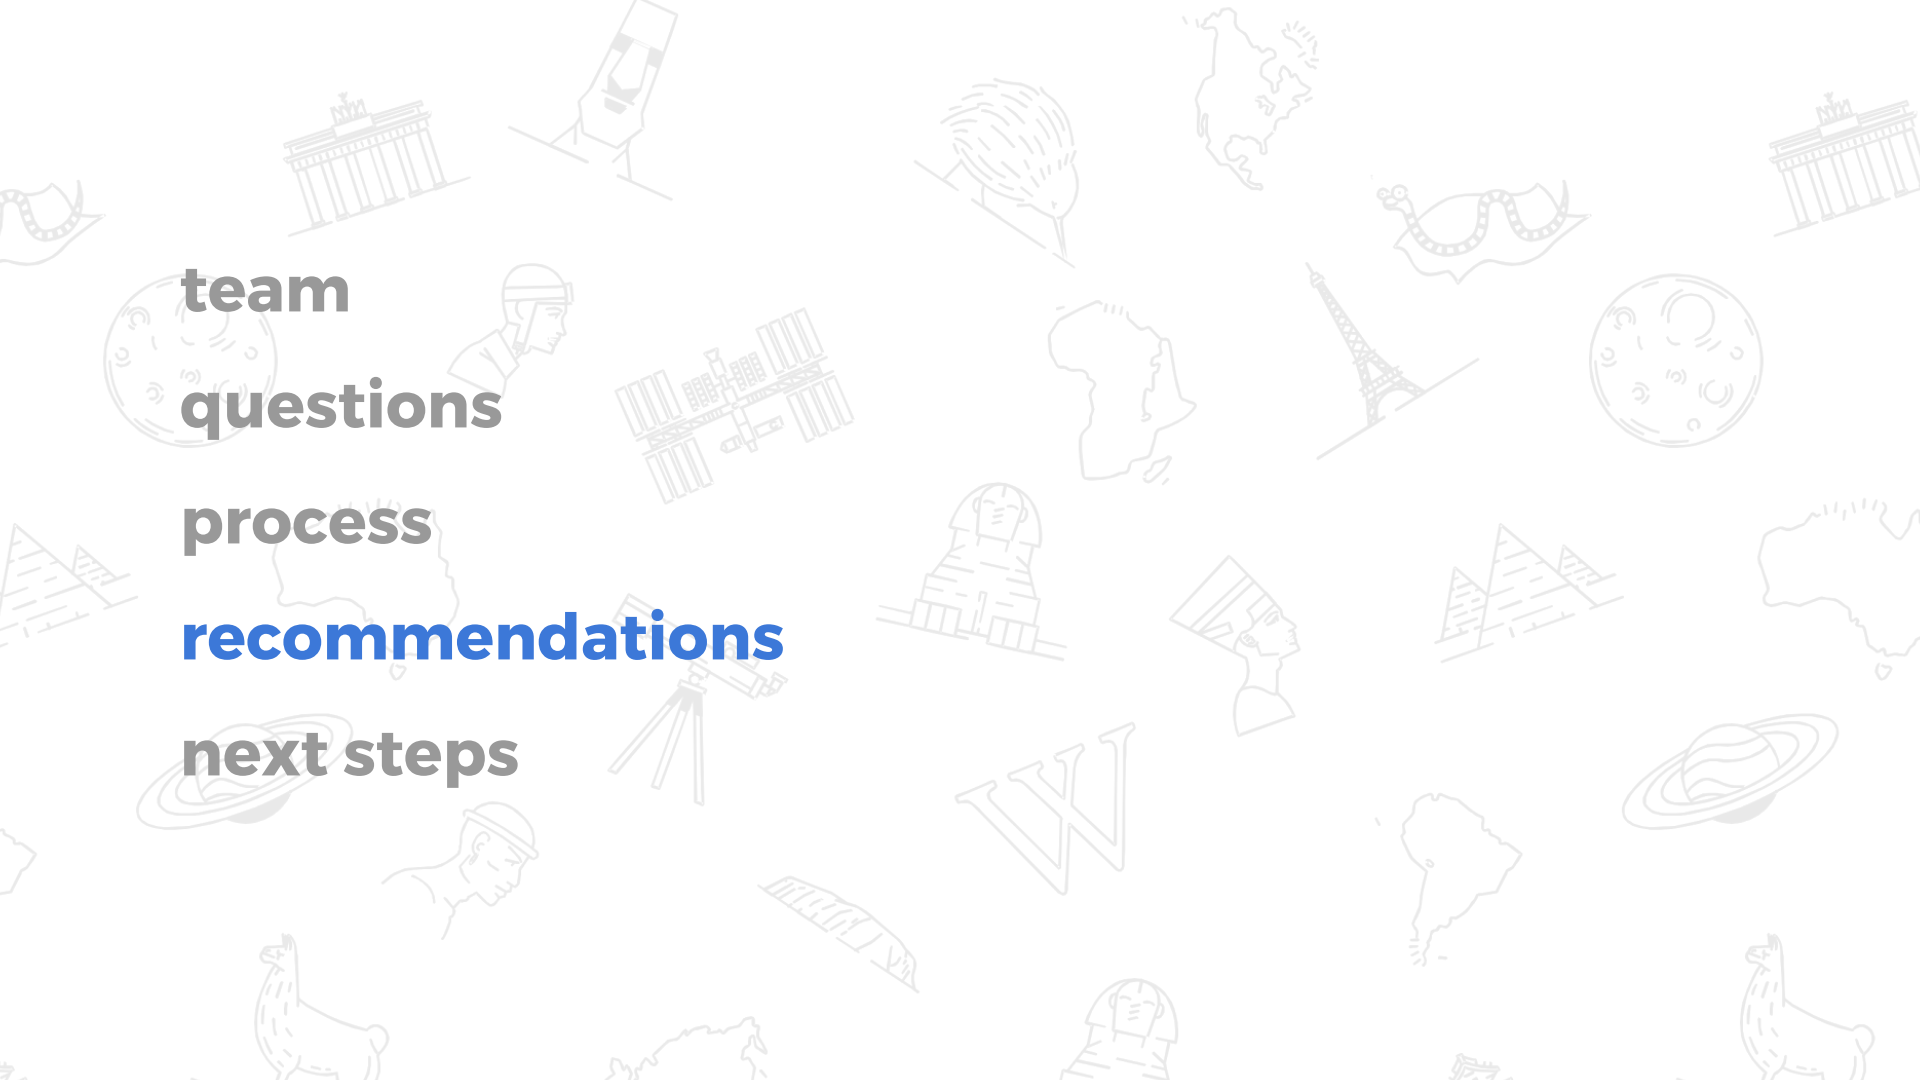 team
questions
process
recommendations
next steps
W